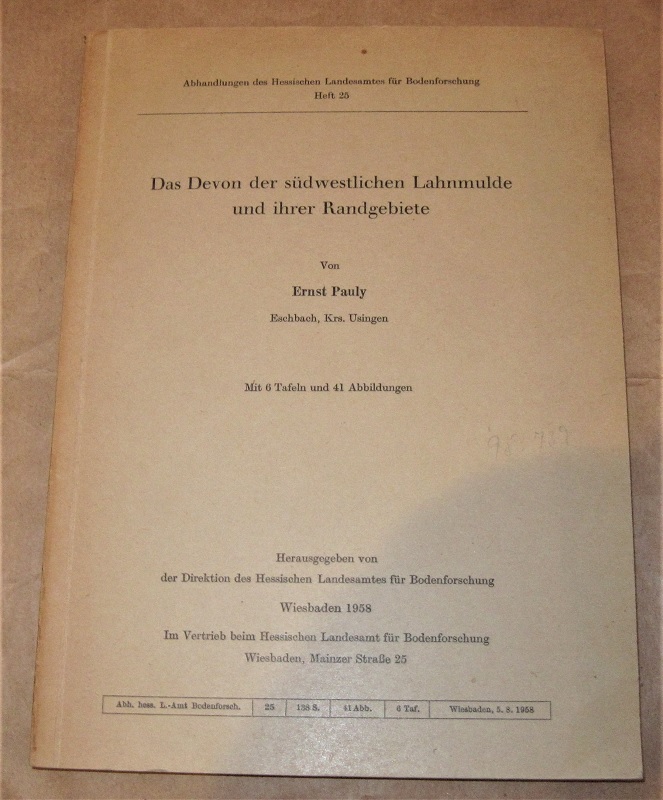 Abhandlungen des Hessischen Landesamtes für Bodenforschung
Heft 25
Das Devon der südwestlichen Lahnmulde
und ihrer Randgebiete
Von
Ernst Pauly
Eschbach, Krs. Usingen
Mit 6 Tafeln und 41 Abbildungen
Herausgegeben von
der Direktion des Hessischen Landesamtes für Bodenforschung
Wiesbaden 1958
Im Vertrieb beim Hessischen Landesamt für Bodenforschung
Wiesbaden, Mainzer Straße 25
Abh. hess. L.-Amt Bodenforsch. 25 138 S. 41 Abb. 6 Taf. Wiesbaden, 5. 8. 1958